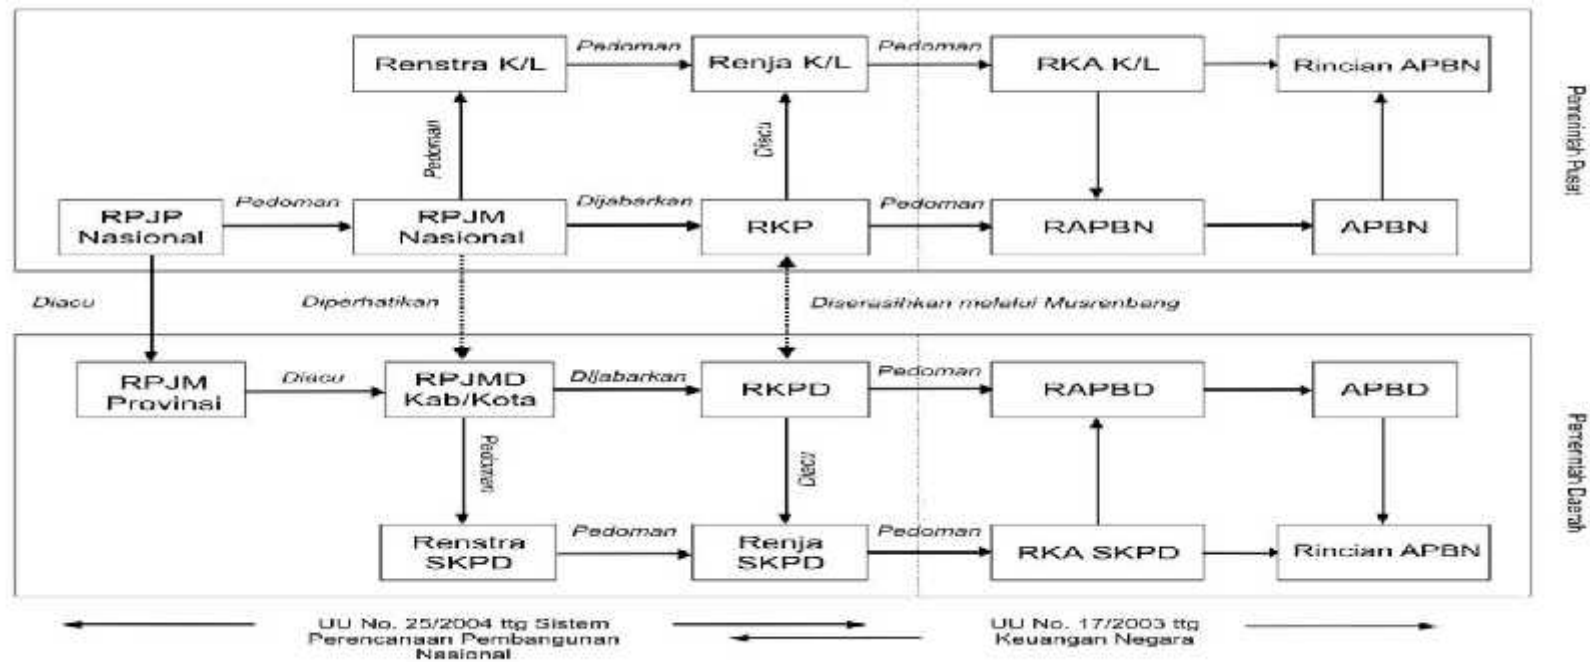 Pedoman
Pedoman
Renstra K/L
Renja K/L
RKA K/L
Rincian APBN
Pedoman
Diacu
Pemerintah Pusat
RPJP
Nasional
Pedoman
RPJM
Nasional
Dijabarkan
RKP
Pedoman
RAPBN
APBN
Diacu
Diperhatikan
Diserasihkan melalui Musrenbang
RPJM
Provinsi
Diacu
RPJMD
Kab/Kota
Dijabarkan
RKPD
Pedoman
RAPBD
APBD
Pedoman
Diacu
Pemerintah Daerah
Renstra
SKPD
Pedoman
Renja
SKPD
Pedoman
RKA SKPD
Rincian APBN
UU No. 25/2004 ttg Sistem
Perencanaan Pembangunan
Nasional
UU No. 17/2003 ttg
Keuangan Negara